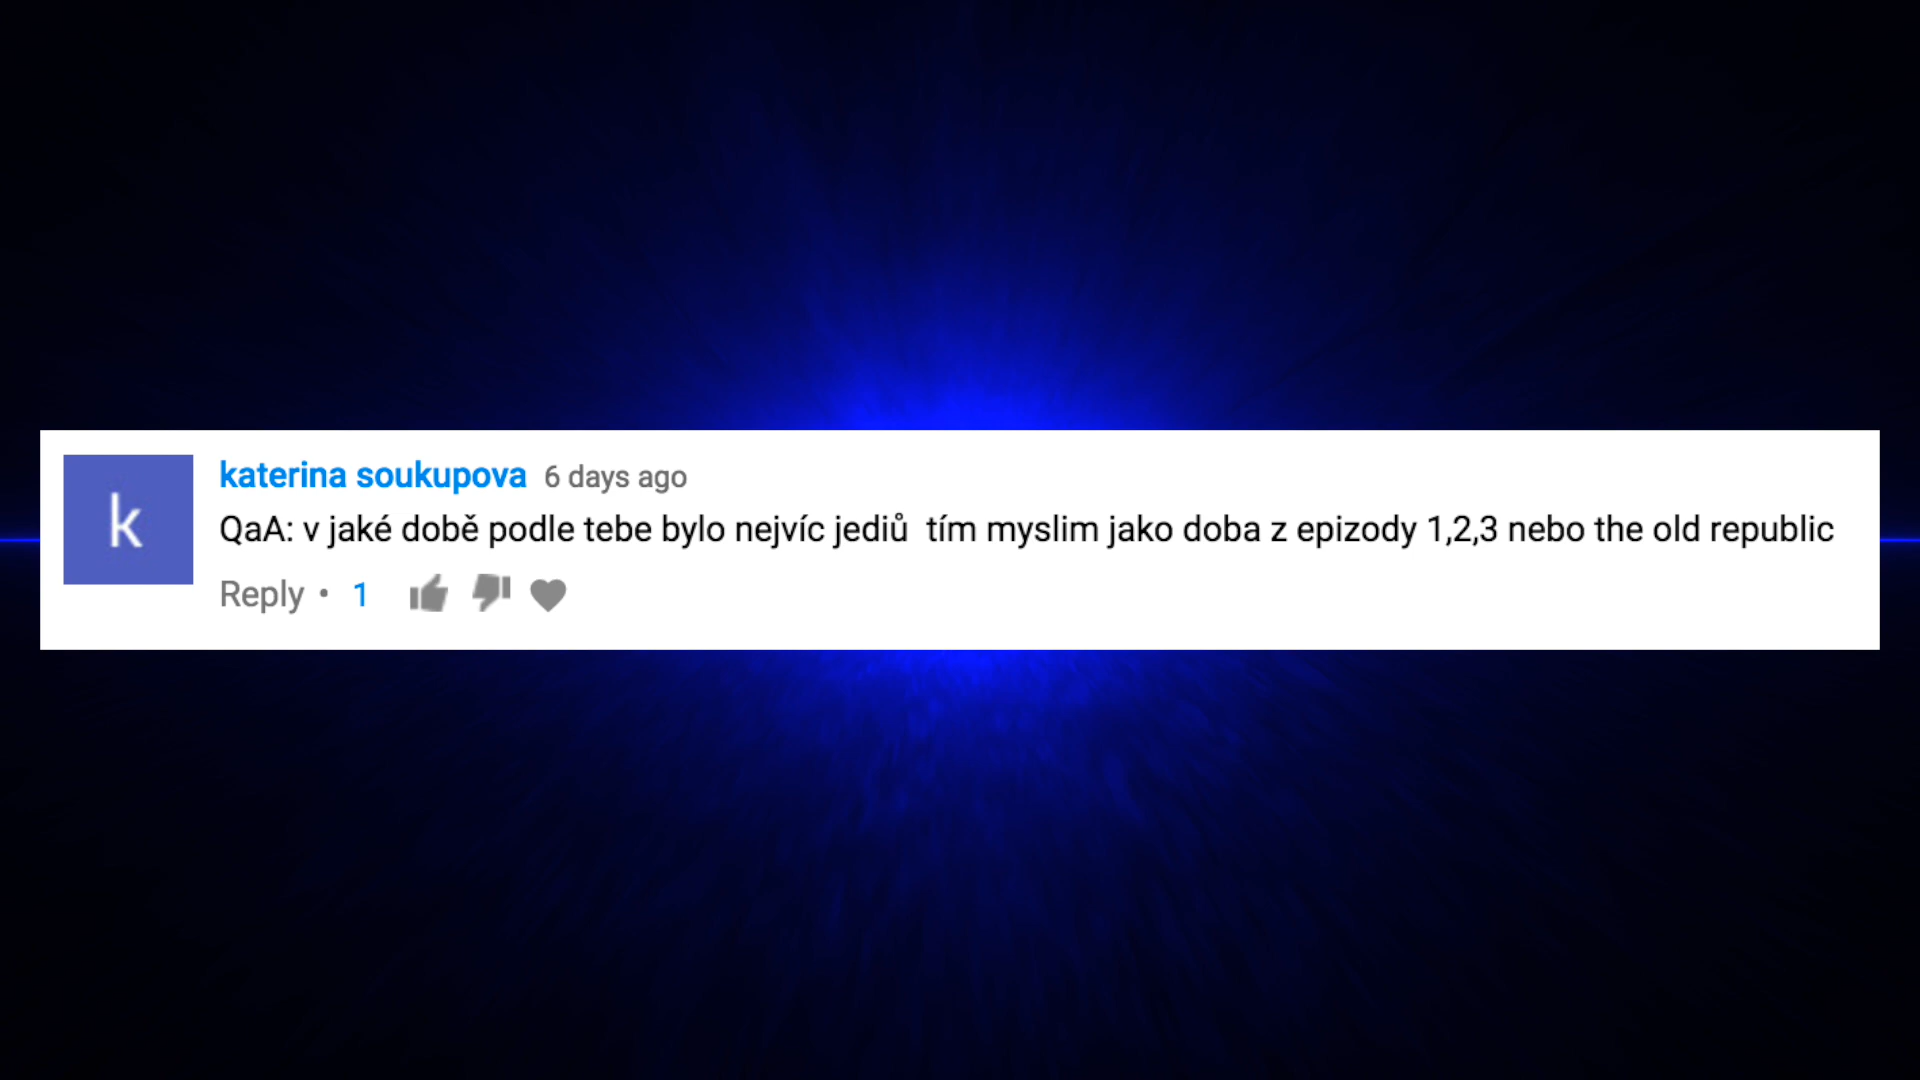 k
katerina soukupova 6 days ago
QaA: v jaké době podle tebe bylo nejvíc jediů  tím myslim jako doba z epizody 1,2,3 nebo the old republic
Reply • 1